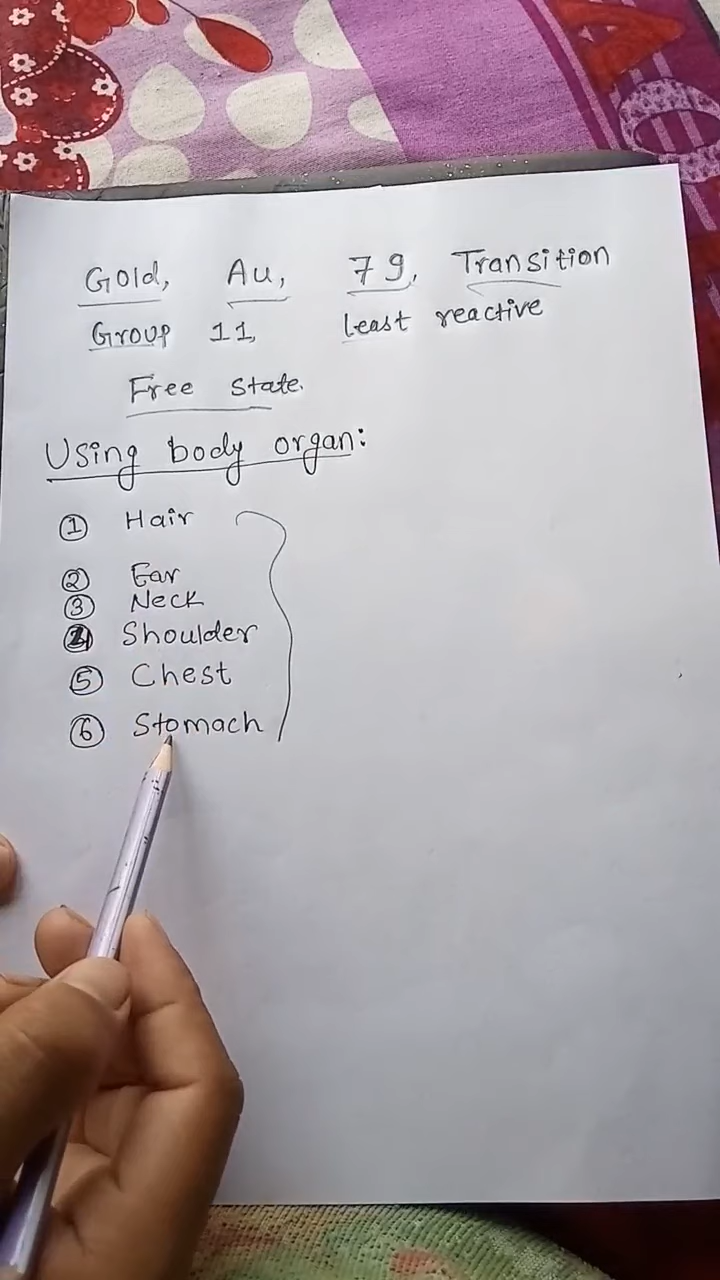 Gold, Au, 79, Transition
Group 11, least reactive
Free State.
Using body organ:
① Hair
② Ear
③ Neck
④ Shoulder
⑤ Chest
⑥ Stomach